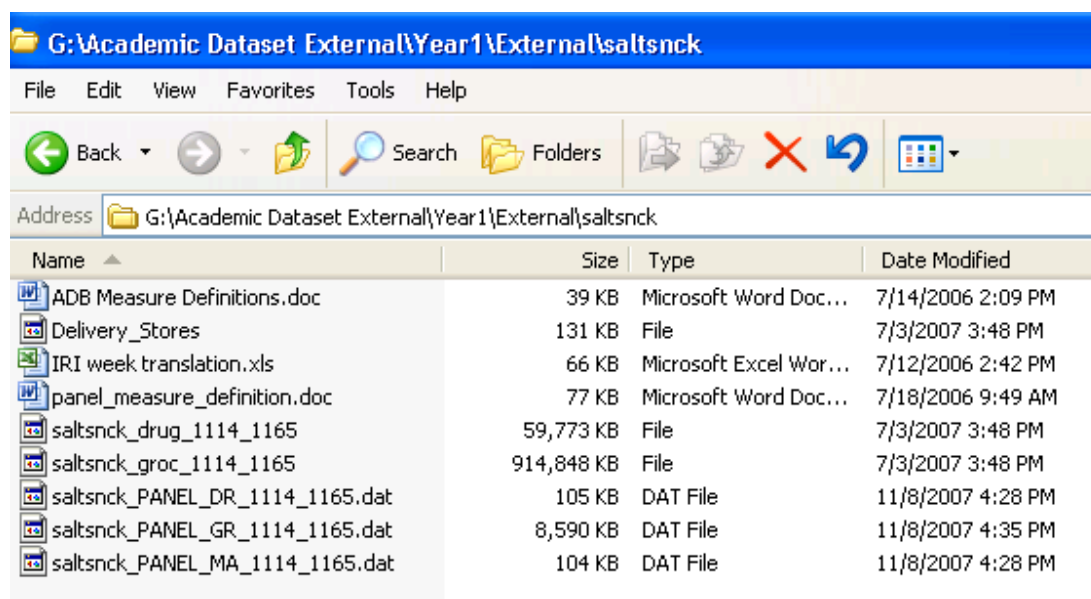 G:\Academic Dataset External\Year1\External\saltsnck
File Edit View Favorites Tools Help
Back Search Folders
Address G:\Academic Dataset External\Year1\External\saltsnck
Name Size Type Date Modified
ADB Measure Definitions.doc 39 KB Microsoft Word Doc... 7/14/2006 2:09 PM
Delivery_Stores 131 KB File 7/3/2007 3:48 PM
IRI week translation.xls 66 KB Microsoft Excel Wor... 7/12/2006 2:42 PM
panel_measure_definition.doc 77 KB Microsoft Word Doc... 7/18/2006 9:49 AM
saltsnck_drug_1114_1165 59,773 KB File 7/3/2007 3:48 PM
saltsnck_groc_1114_1165 914,848 KB File 7/3/2007 3:48 PM
saltsnck_PANEL_DR_1114_1165.dat 105 KB DAT File 11/8/2007 4:28 PM
saltsnck_PANEL_GR_1114_1165.dat 8,590 KB DAT File 11/8/2007 4:35 PM
saltsnck_PANEL_MA_1114_1165.dat 104 KB DAT File 11/8/2007 4:28 PM